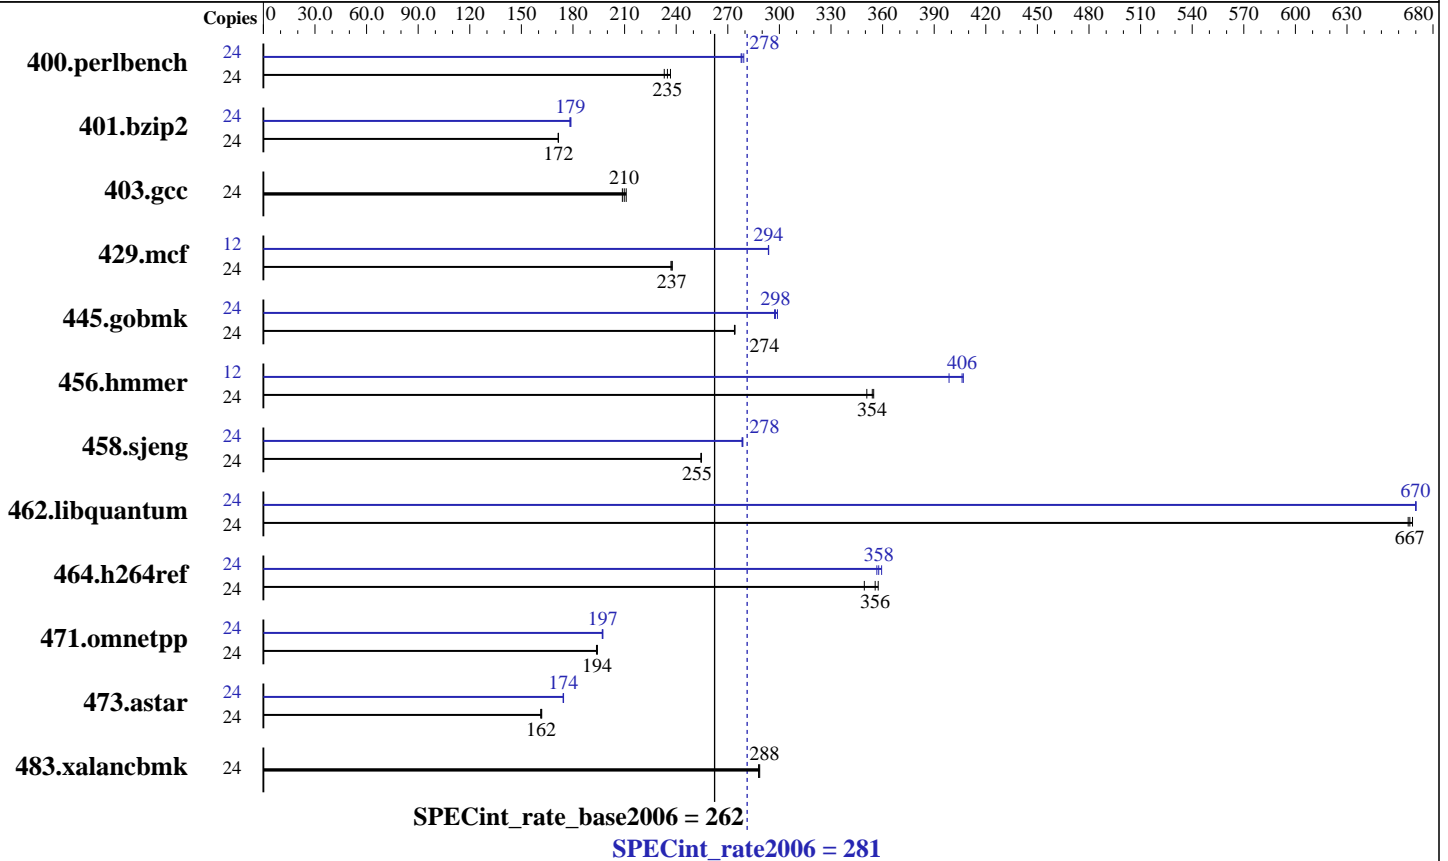 Copies 0 30.0 60.0 90.0 120 150 180 210 240 270 300 330 360 390 420 450 480 510 540 570 600 630 680
400.perlbench 24 278
24 235
401.bzip2 24 179
24 172
403.gcc 24 210
429.mcf 12 294
24 237
445.gobmk 24 298
24 274
456.hmmer 12 406
24 354
458.sjeng 24 278
24 255
462.libquantum 24 670
24 667
464.h264ref 24 358
24 356
471.omnetpp 24 197
24 194
473.astar 24 174
24 162
483.xalancbmk 24 288
SPECint_rate_base2006 = 262
SPECint_rate2006 = 281